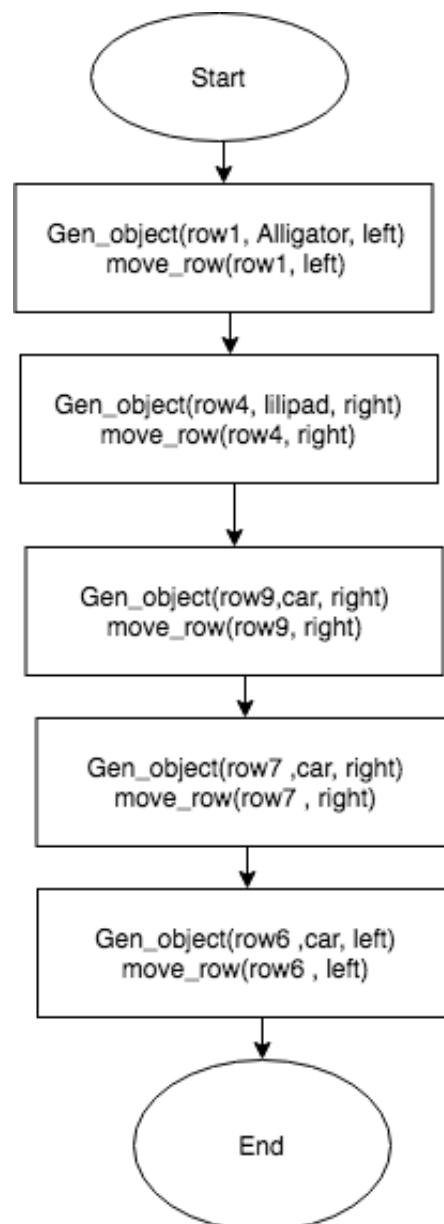 Start
Gen_object(row1, Alligator, left)
move_row(row1, left)
Gen_object(row4, lilipad, right)
move_row(row4, right)
Gen_object(row9,car, right)
move_row(row9, right)
Gen_object(row7 ,car, right)
move_row(row7 , right)
Gen_object(row6 ,car, left)
move_row(row6 , left)
End